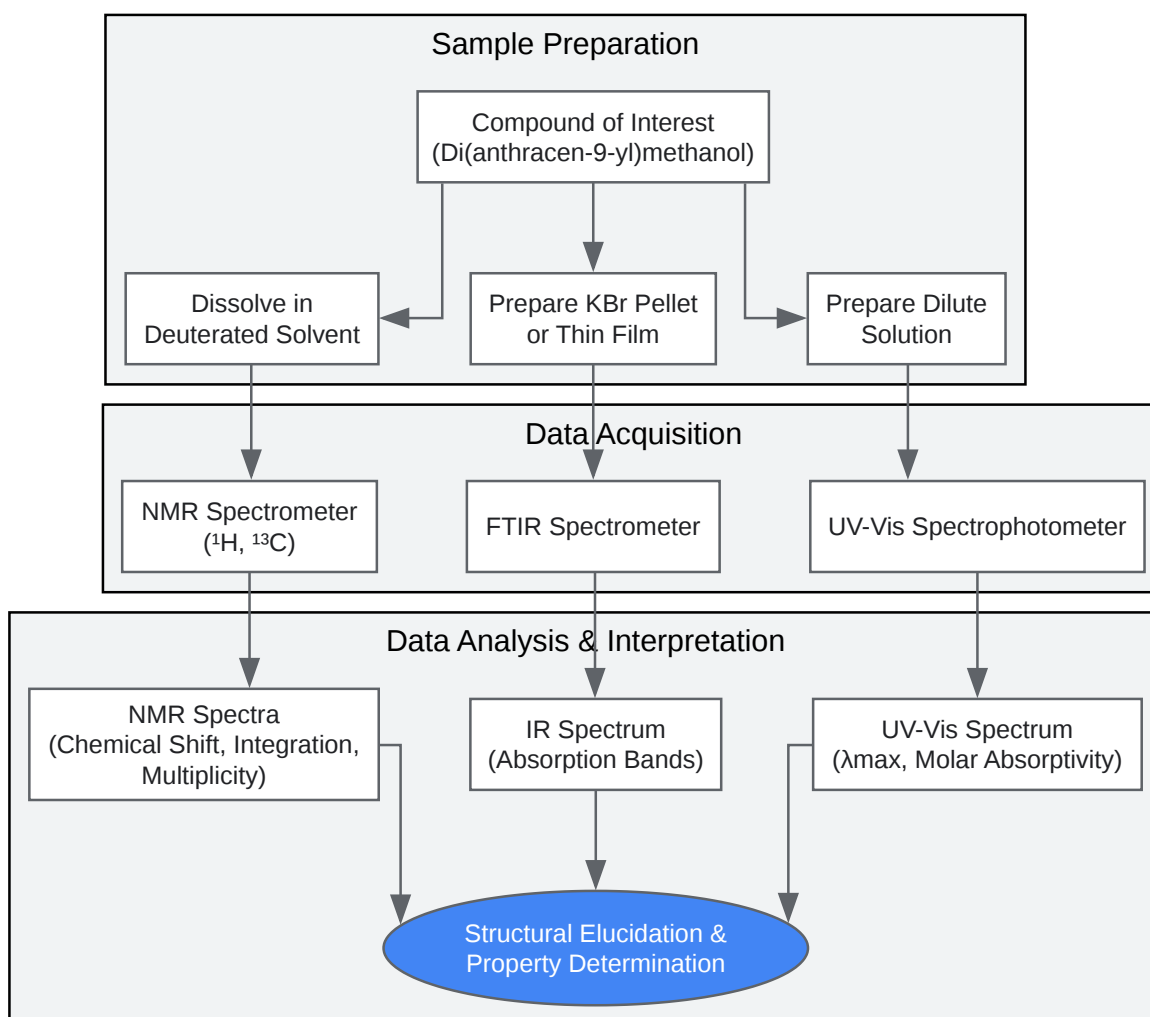 Sample Preparation
Compound of Interest
(Di(anthracen-9-yl)methanol)
Dissolve in
Deuterated Solvent
Prepare KBr Pellet
or Thin Film
Prepare Dilute
Solution
Data Acquisition
NMR Spectrometer
(¹H, ¹³C)
FTIR Spectrometer
UV-Vis Spectrophotometer
Data Analysis & Interpretation
NMR Spectra
(Chemical Shift, Integration,
Multiplicity)
IR Spectrum
(Absorption Bands)
UV-Vis Spectrum
(λmax, Molar Absorptivity)
Structural Elucidation &
Property Determination